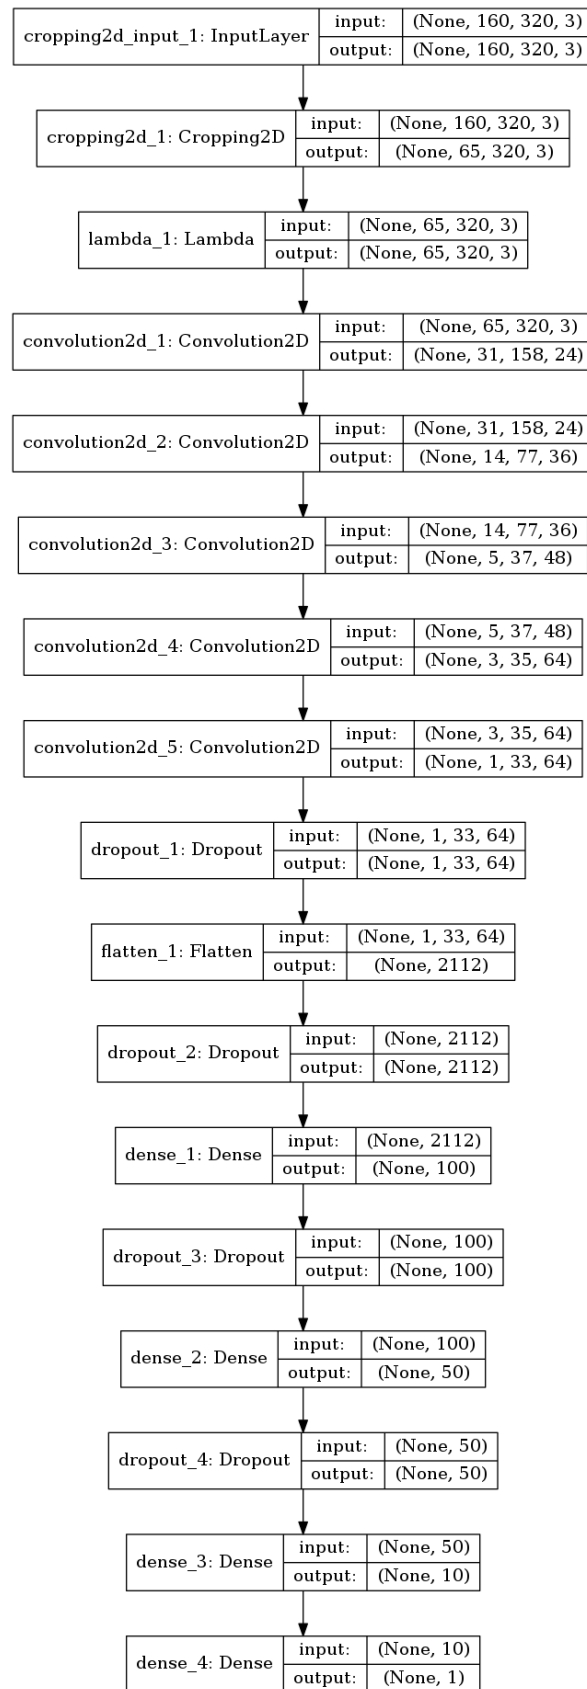 cropping2d_input_1: InputLayer input: (None, 160, 320, 3)
output: (None, 160, 320, 3)
cropping2d_1: Cropping2D input: (None, 160, 320, 3)
output: (None, 65, 320, 3)
lambda_1: Lambda input: (None, 65, 320, 3)
output: (None, 65, 320, 3)
convolution2d_1: Convolution2D input: (None, 65, 320, 3)
output: (None, 31, 158, 24)
convolution2d_2: Convolution2D input: (None, 31, 158, 24)
output: (None, 14, 77, 36)
convolution2d_3: Convolution2D input: (None, 14, 77, 36)
output: (None, 5, 37, 48)
convolution2d_4: Convolution2D input: (None, 5, 37, 48)
output: (None, 3, 35, 64)
convolution2d_5: Convolution2D input: (None, 3, 35, 64)
output: (None, 1, 33, 64)
dropout_1: Dropout input: (None, 1, 33, 64)
output: (None, 1, 33, 64)
flatten_1: Flatten input: (None, 1, 33, 64)
output: (None, 2112)
dropout_2: Dropout input: (None, 2112)
output: (None, 2112)
dense_1: Dense input: (None, 2112)
output: (None, 100)
dropout_3: Dropout input: (None, 100)
output: (None, 100)
dense_2: Dense input: (None, 100)
output: (None, 50)
dropout_4: Dropout input: (None, 50)
output: (None, 50)
dense_3: Dense input: (None, 50)
output: (None, 10)
dense_4: Dense input: (None, 10)
output: (None, 1)